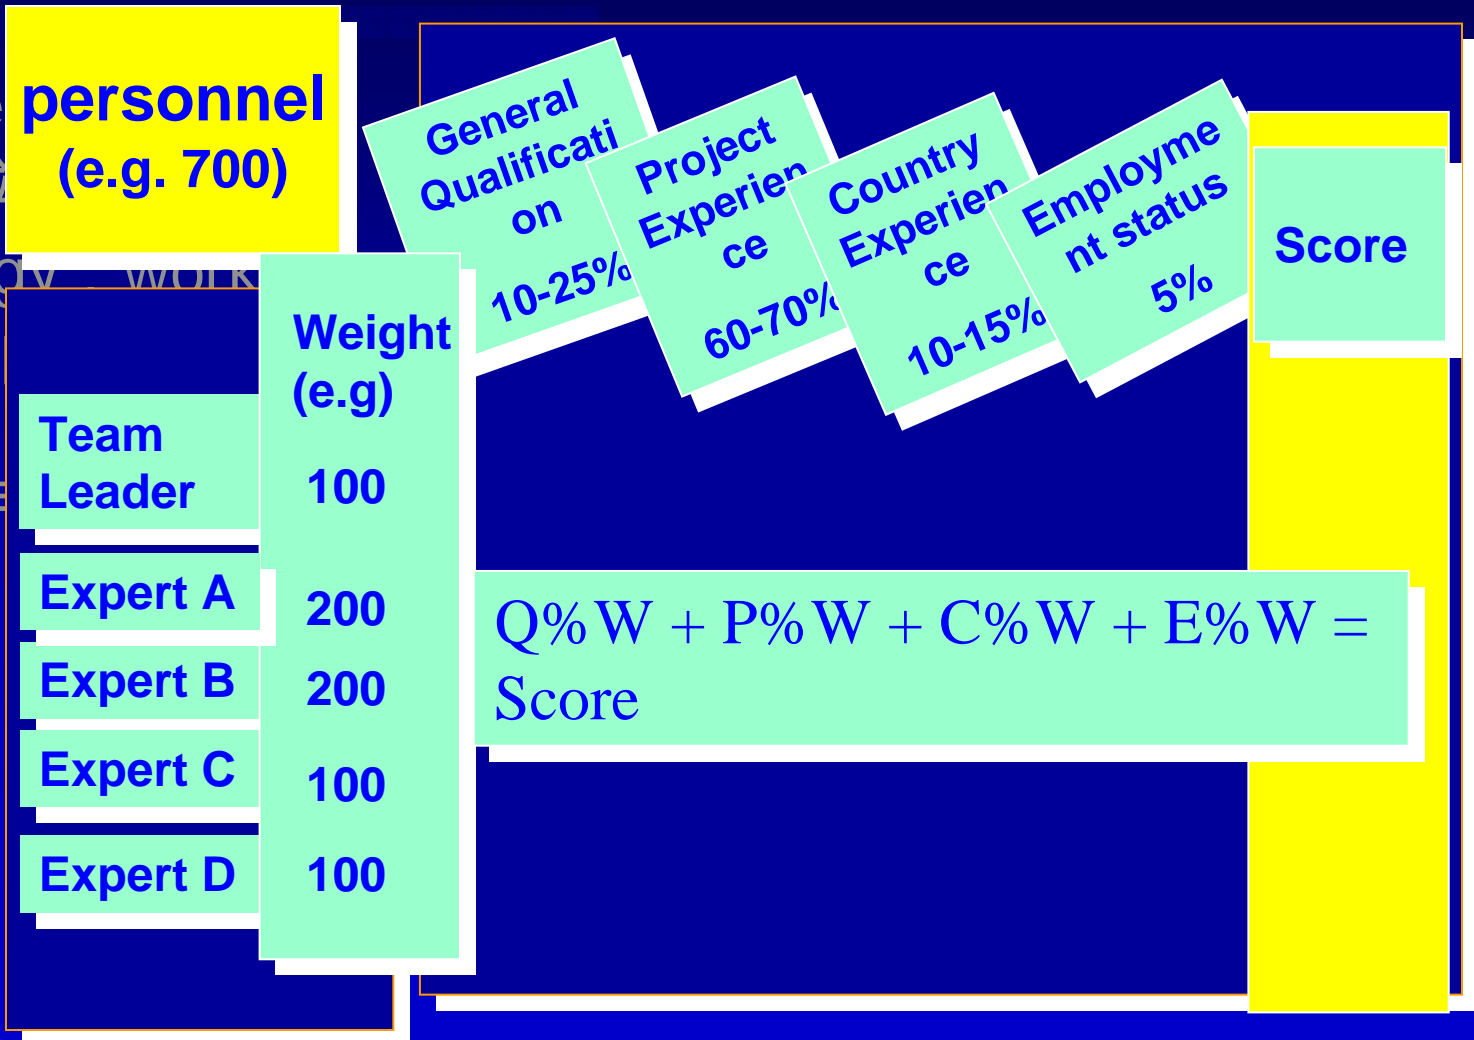 personnel
(e.g. 700)
General
Qualificati
on
10-25%
Project
Experien
ce
60-70%
Country
Experien
ce
10-15%
Employme
nt status
5%
Score
work
Weight
(e.g)
Team
Leader
100
Expert A
200
Expert B
200
Expert C
100
Expert D
100
Q%W + P%W + C%W + E%W =
Score